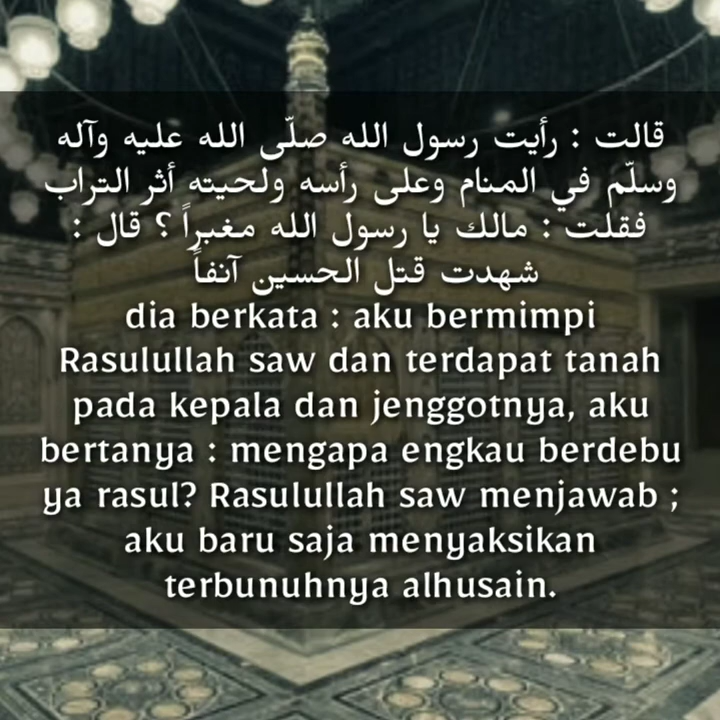 قالت : رأيت رسول الله صلّى الله عليه وآله
وسلّم في المنام وعلى رأسه ولحيته أثر التراب
فقلت : مالك يا رسول الله مغبراً ؟ قال :
شهدت قتل الحسين آنفاً
dia berkata : aku bermimpi
Rasulullah saw dan terdapat tanah
pada kepala dan jenggotnya, aku
bertanya : mengapa engkau berdebu
ya rasul? Rasulullah saw menjawab ;
aku baru saja menyaksikan
terbunuhnya alhusain.